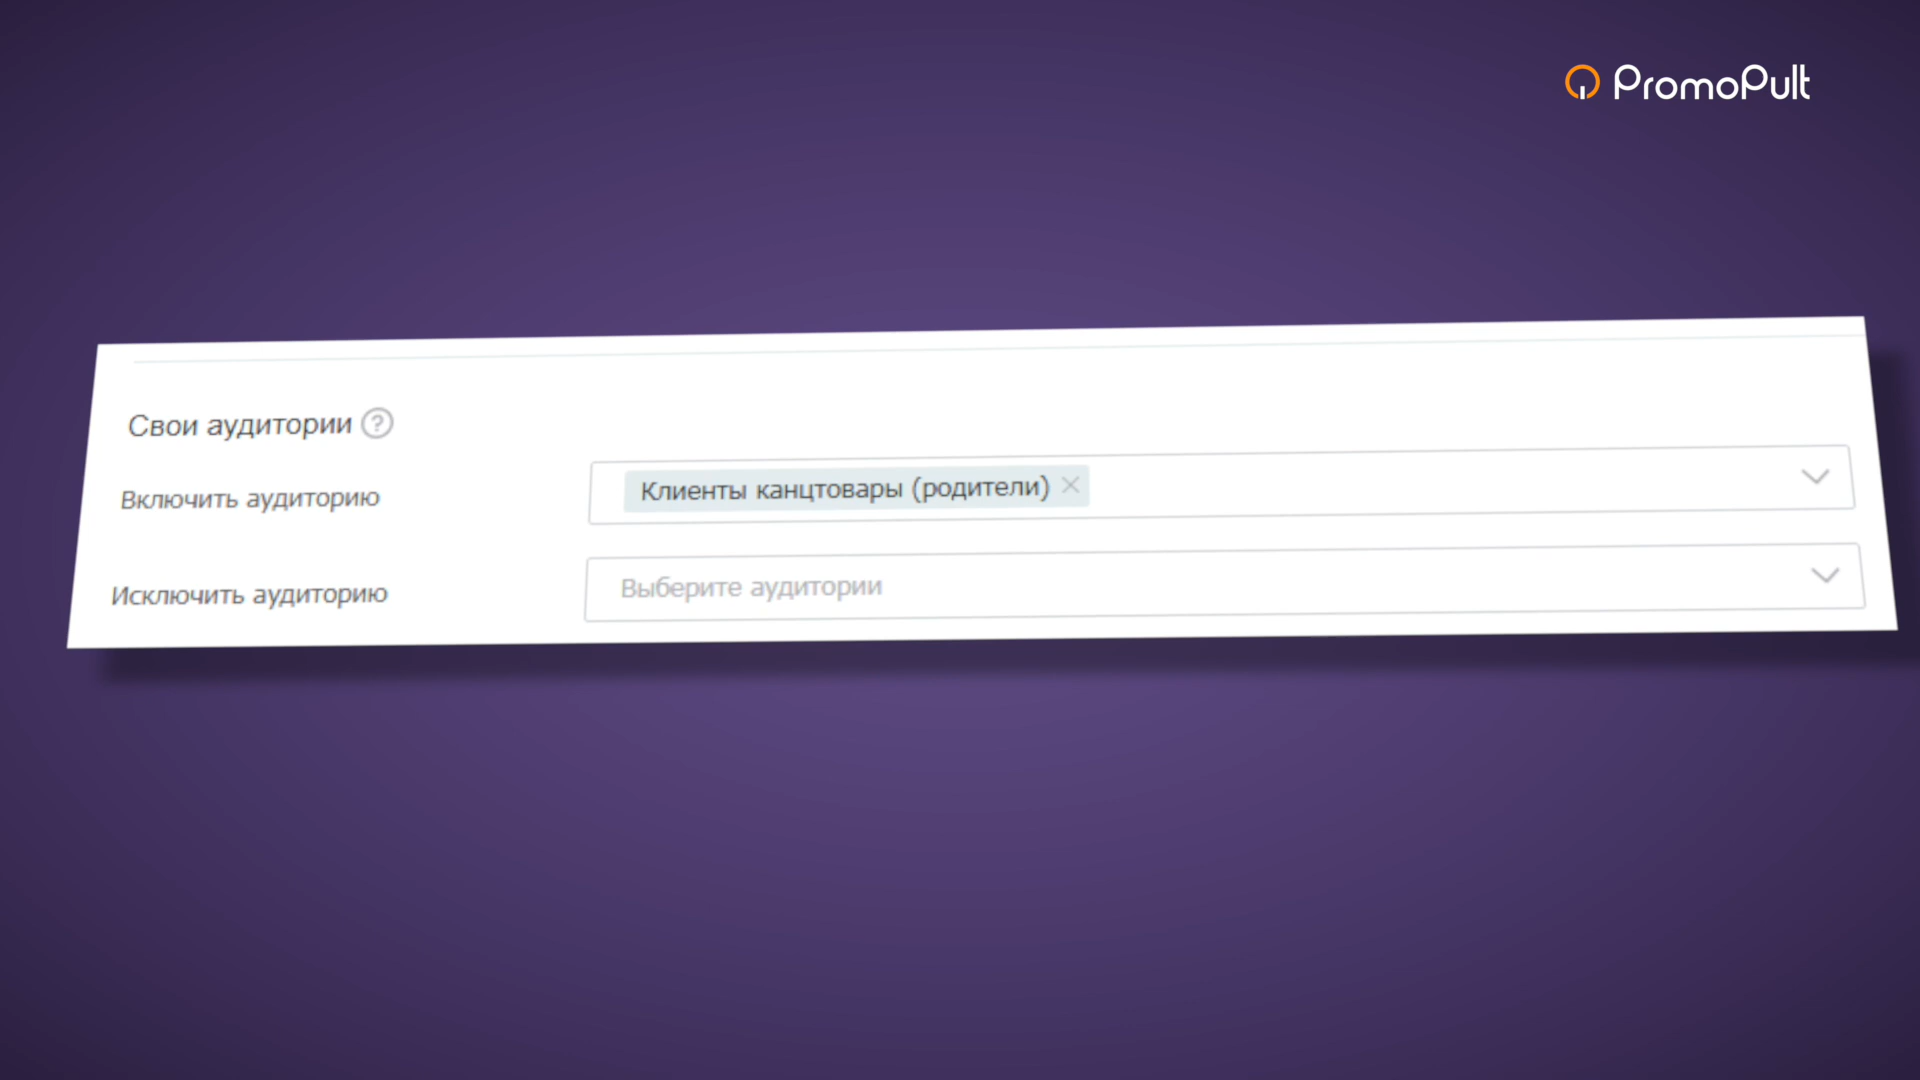 PromoPult
Свои аудитории ?
Включить аудиторию
Клиенты канцтовары (родители) ×
Исключить аудиторию
Выберите аудитории